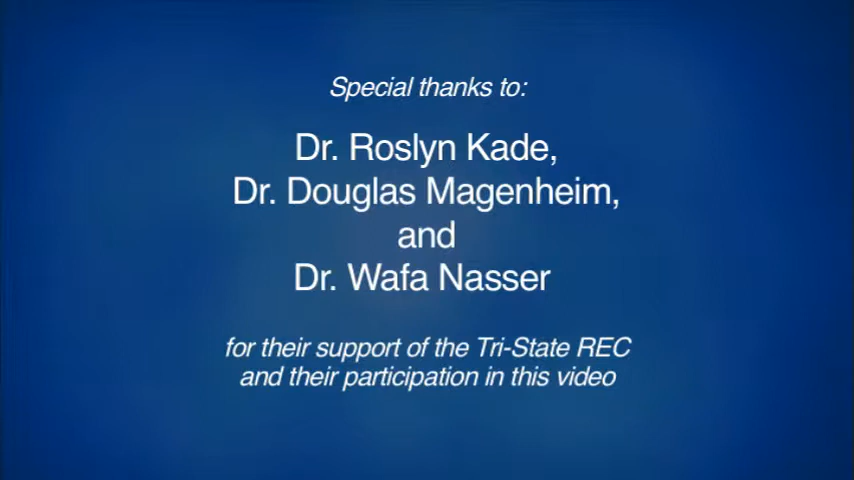 Special thanks to:
Dr. Roslyn Kade,
Dr. Douglas Magenheim,
and
Dr. Wafa Nasser
for their support of the Tri-State REC
and their participation in this video